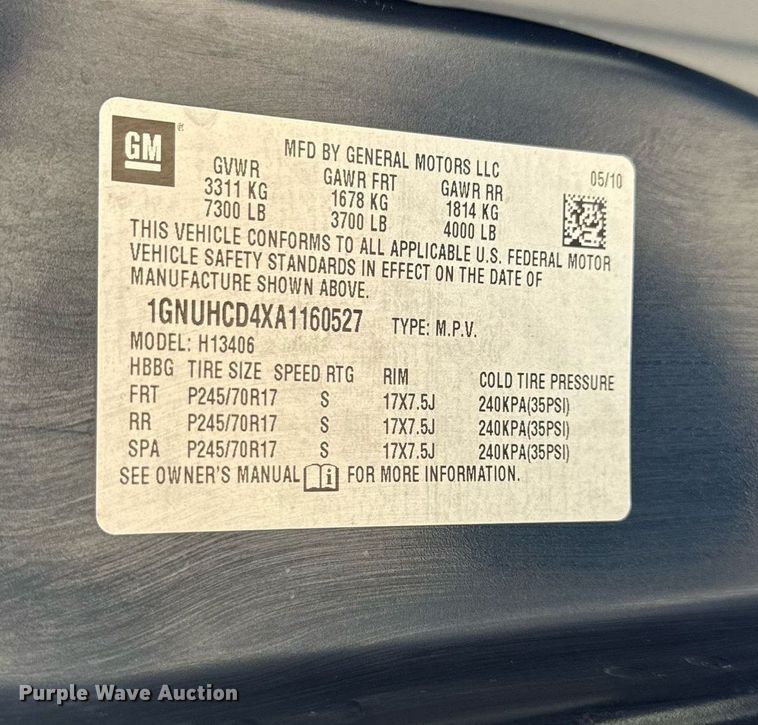 GM®
MFD BY GENERAL MOTORS LLC
05/10
GVWR GAWR FRT GAWR RR
3311 KG 1678 KG 1814 KG
7300 LB 3700 LB 4000 LB
THIS VEHICLE CONFORMS TO ALL APPLICABLE U.S. FEDERAL MOTOR
VEHICLE SAFETY STANDARDS IN EFFECT ON THE DATE OF
MANUFACTURE SHOWN ABOVE.
1GNUHCD4XA1160527 TYPE: M.P.V.
MODEL: H13406
HBBG TIRE SIZE SPEED RTG RIM COLD TIRE PRESSURE
FRT P245/70R17 S 17X7.5J 240KPA(35PSI)
RR P245/70R17 S 17X7.5J 240KPA(35PSI)
SPA P245/70R17 S 17X7.5J 240KPA(35PSI)
SEE OWNER'S MANUAL i FOR MORE INFORMATION.
Purple Wave Auction